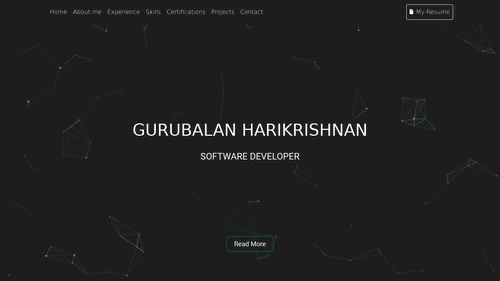 Home About me Experience Skills Certifications Projects Contact My Resume
GURUBALAN HARIKRISHNAN
SOFTWARE DEVELOPER
Read More